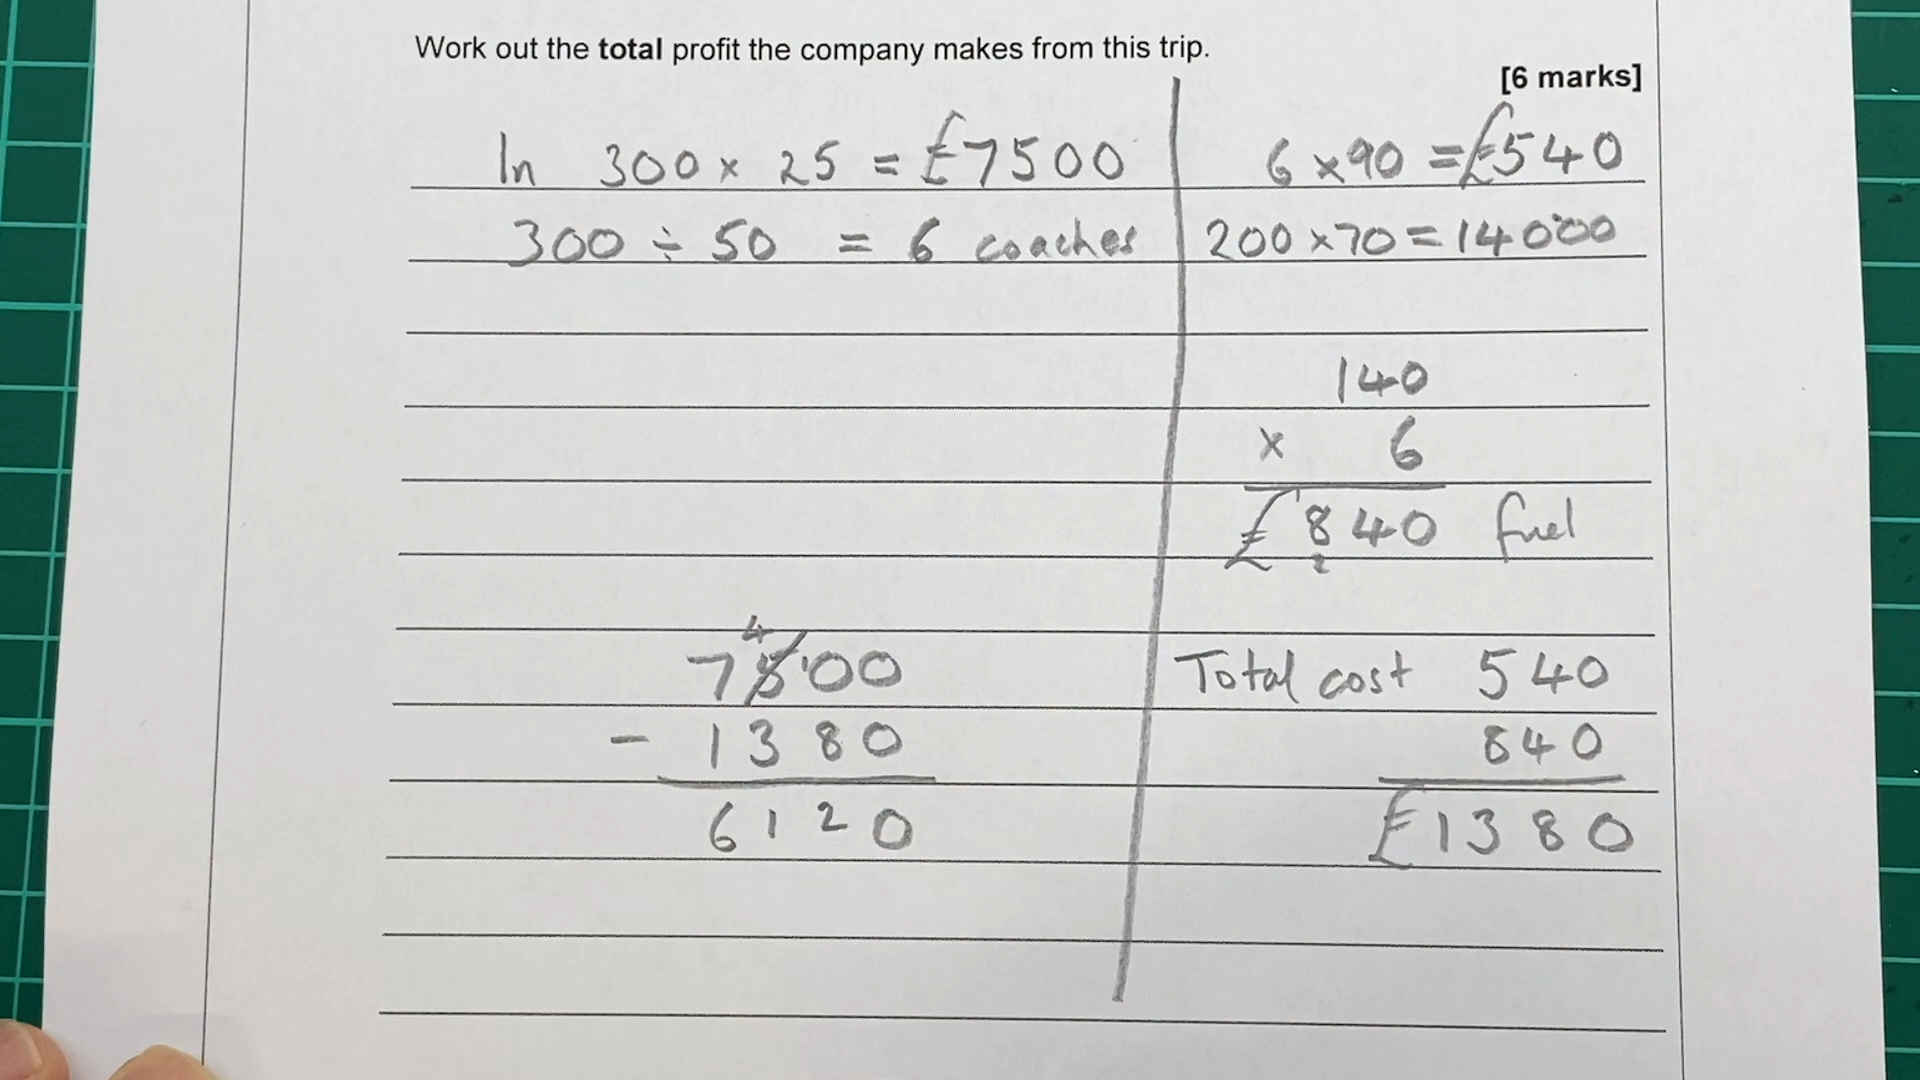 Work out the total profit the company makes from this trip.
[6 marks]
In 300 × 25 = £7500
300 ÷ 50 = 6 coaches
6 × 90 = £540
200 × 70 = 14000
140
× 6
£840 fuel
Total cost 540
840
£1380
7500
- 1380
6120